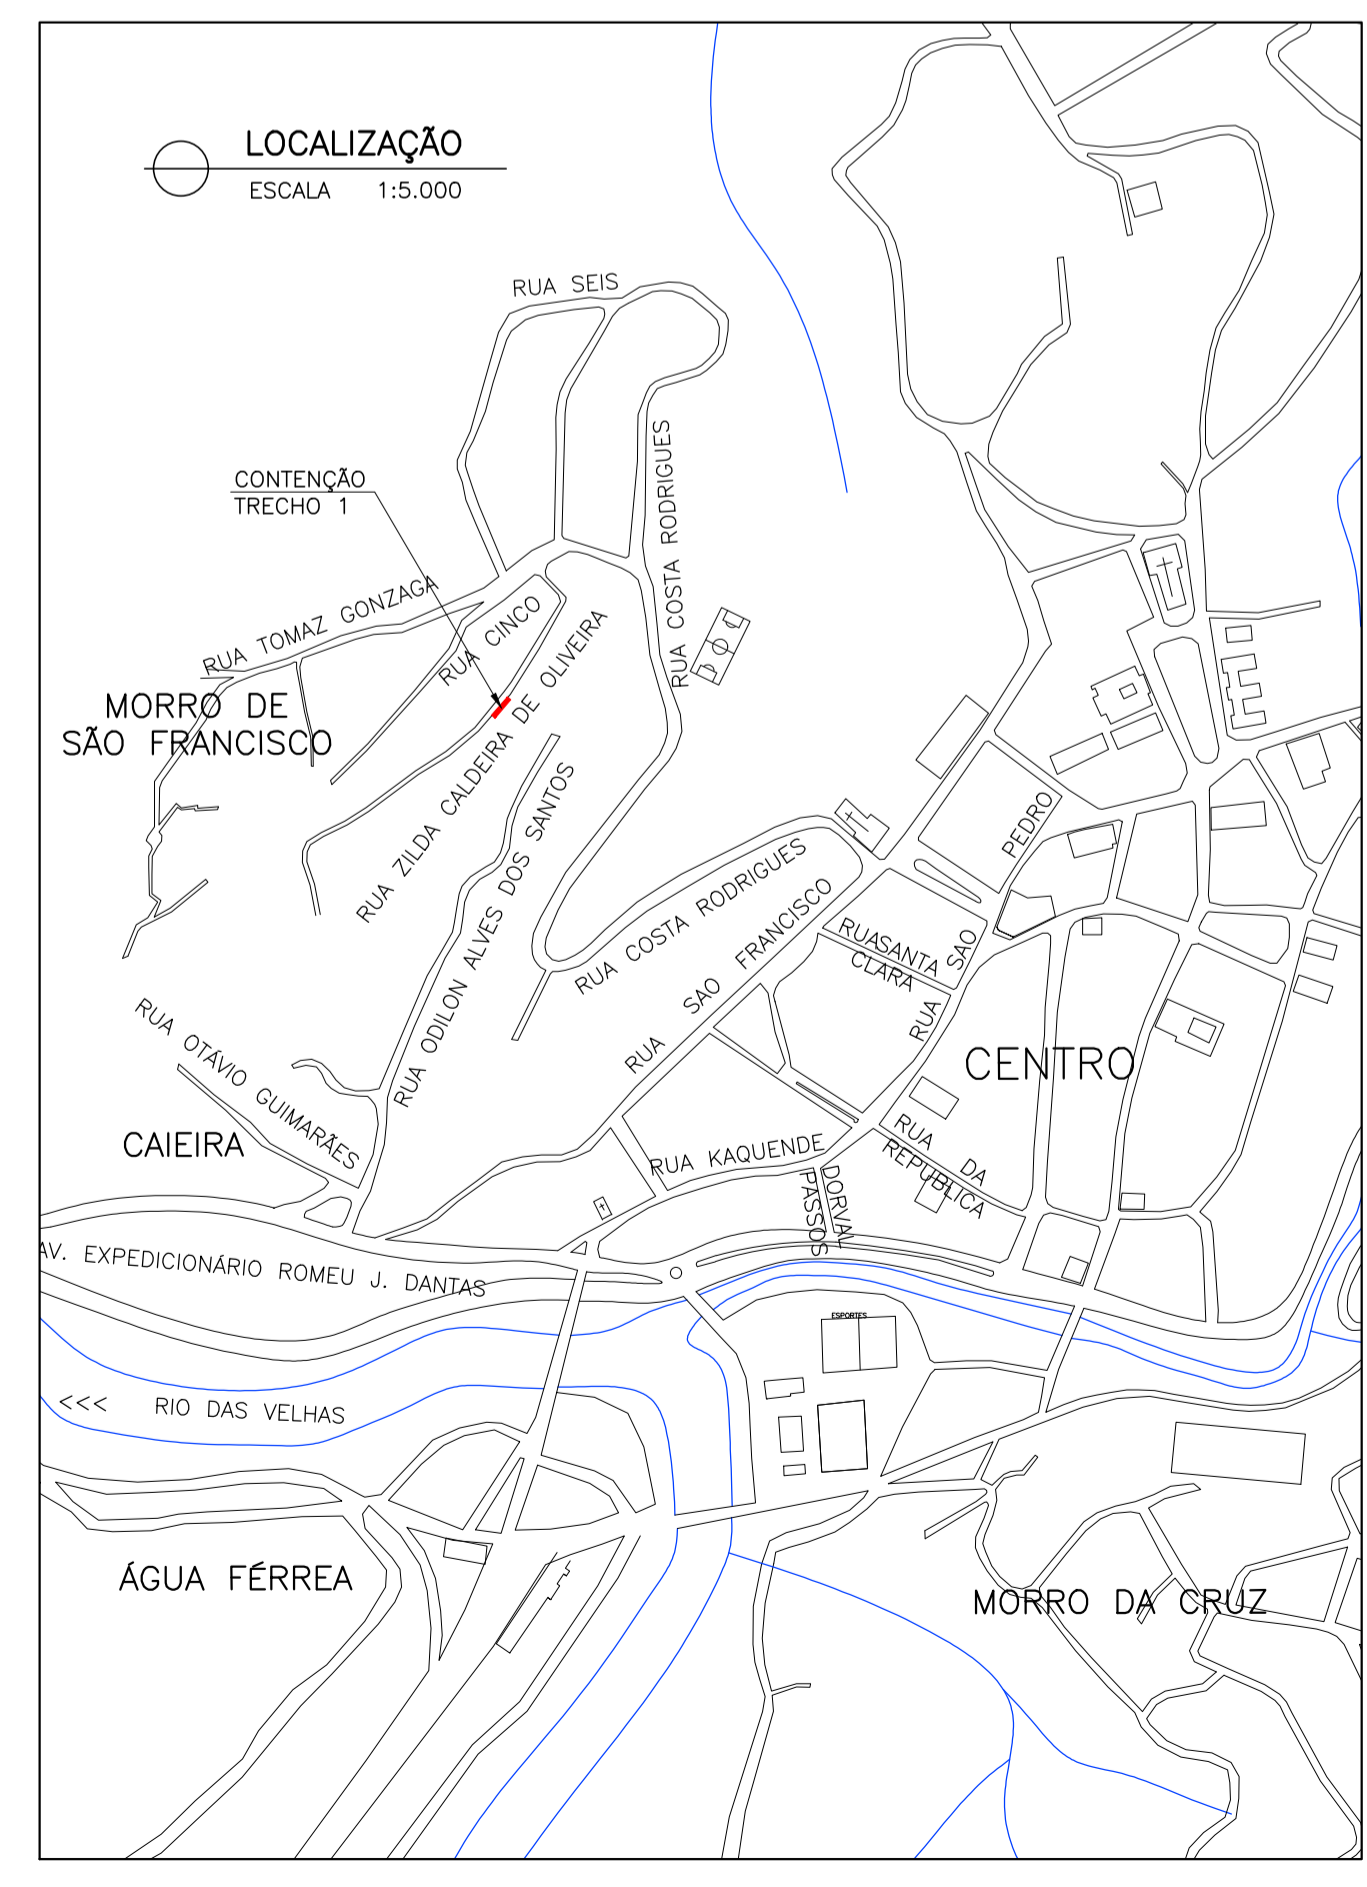 LOCALIZAÇÃO
ESCALA 1:5.000
RUA SEIS
CONTENÇÃO
TRECHO 1
RUA COSTA RODRIGUES
RUA TOMAZ GONZAGA
RUA CINCO
MORRO DE
SÃO FRANCISCO
RUA ZILDA CALDEIRA DE OLIVEIRA
RUA ODILON ALVES DOS SANTOS
RUA COSTA RODRIGUES
RUA SAO FRANCISCO
RUA SAO PEDRO
RUASANTA
CLARA
RUA OTÁVIO GUIMARÃES
CENTRO
CAIEIRA
RUA KAQUENDE
RUA DA
REPUBLICA
DORVAL
PASSOS
AV. EXPEDICIONÁRIO ROMEU J. DANTAS
ESPORTES
<<< RIO DAS VELHAS
ÁGUA FÉRREA
MORRO DA CRUZ